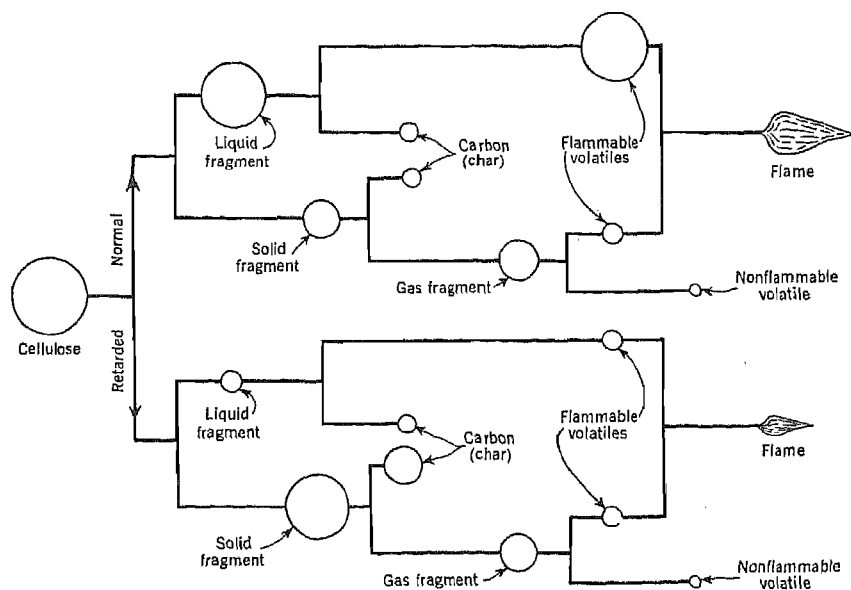 Liquid
fragment
Carbon
(char)
Flammable
volatiles
Flame
Normal
Solid
fragment
Gas fragment
Nonflammable
volatile
Cellulose
Retarded
Liquid
fragment
Carbon
(char)
Flammable
volatiles
Flame
Solid
fragment
Gas fragment
Nonflammable
volatile